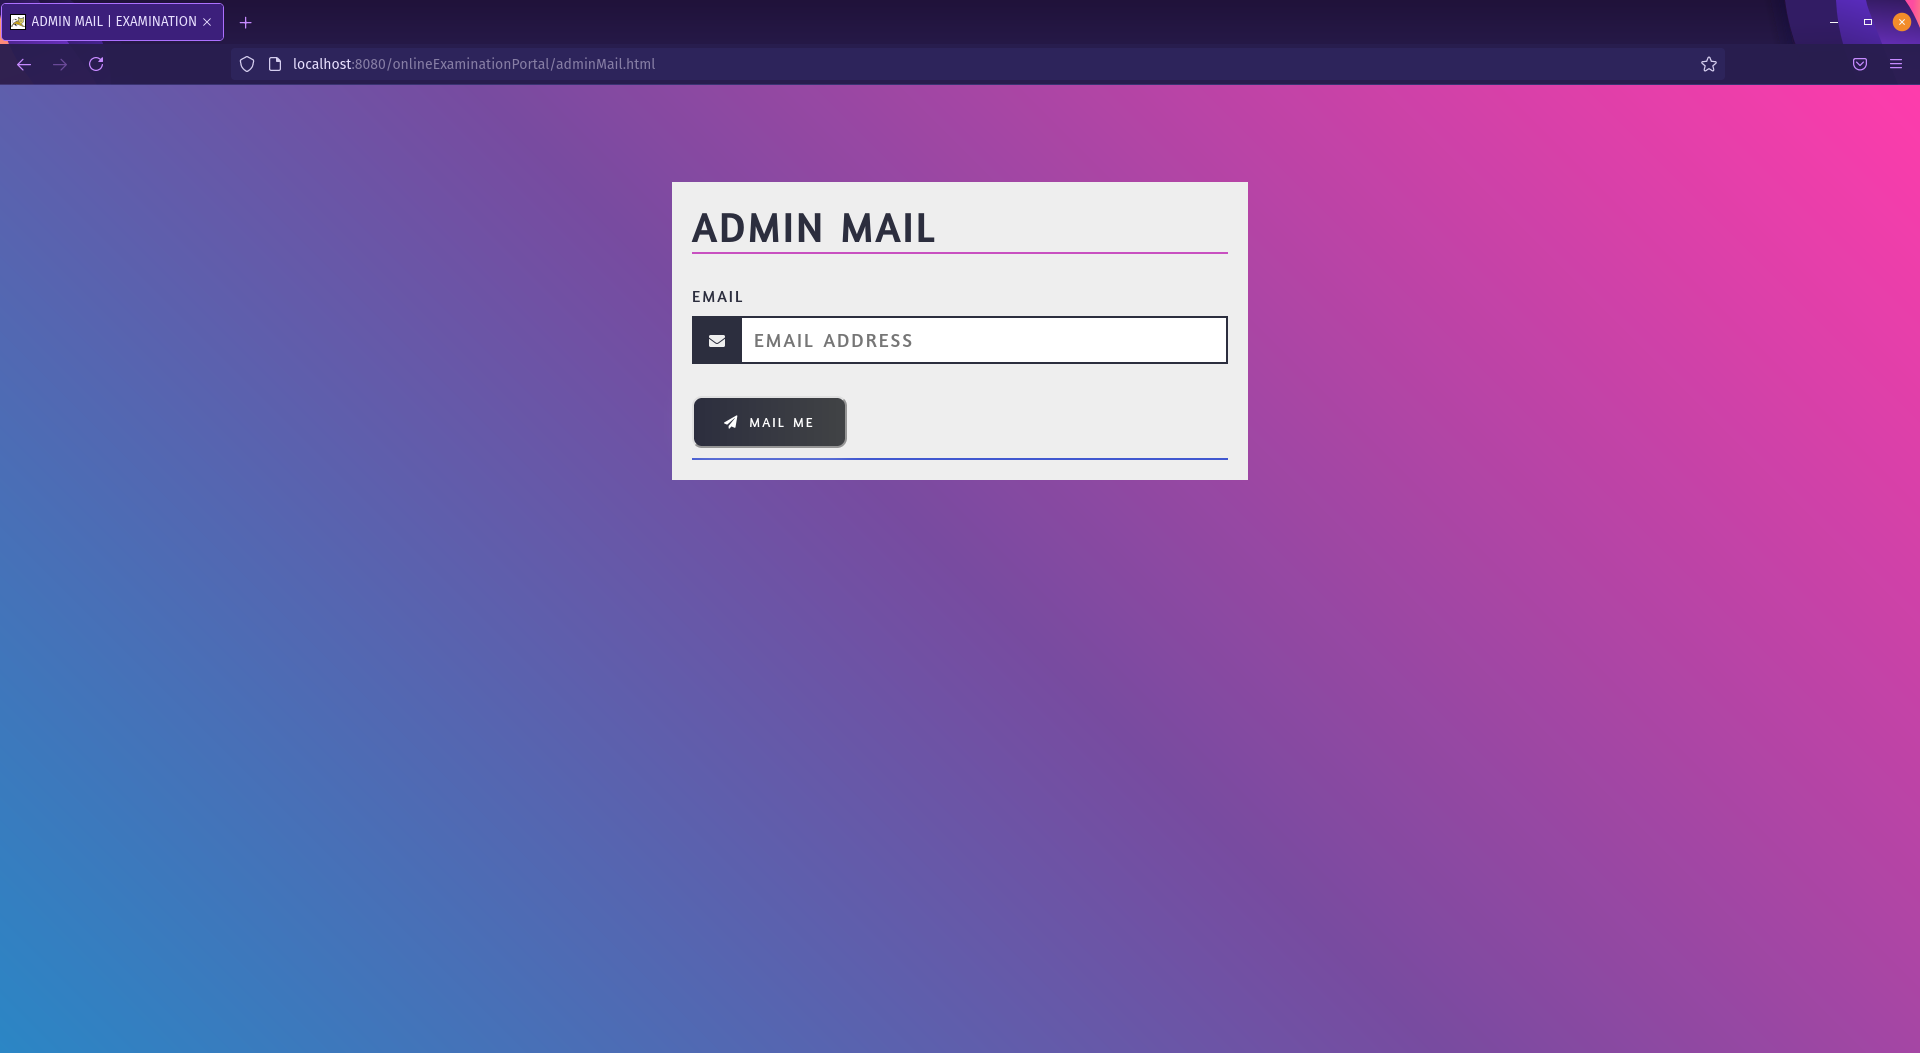 ADMIN MAIL | EXAMINATION
localhost:8080/onlineExaminationPortal/adminMail.html
ADMIN MAIL
EMAIL
EMAIL ADDRESS
MAIL ME